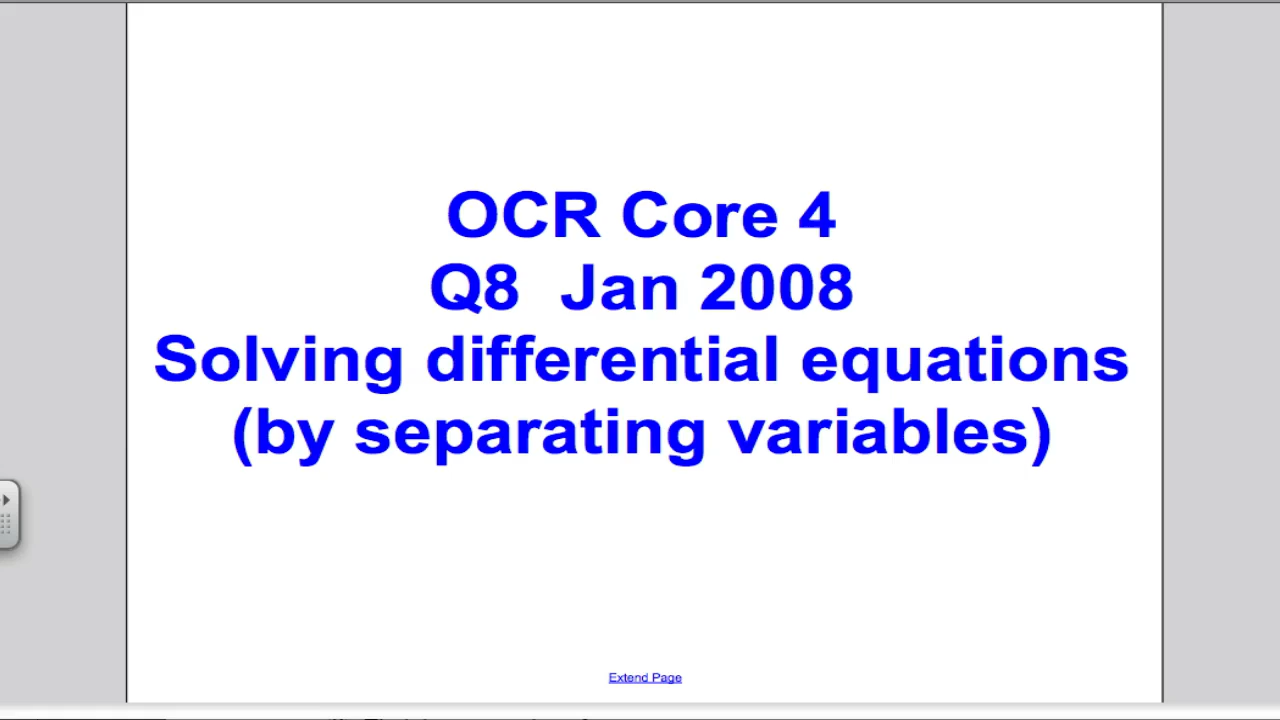 OCR Core 4
Q8 Jan 2008
Solving differential equations
(by separating variables)
Extend Page